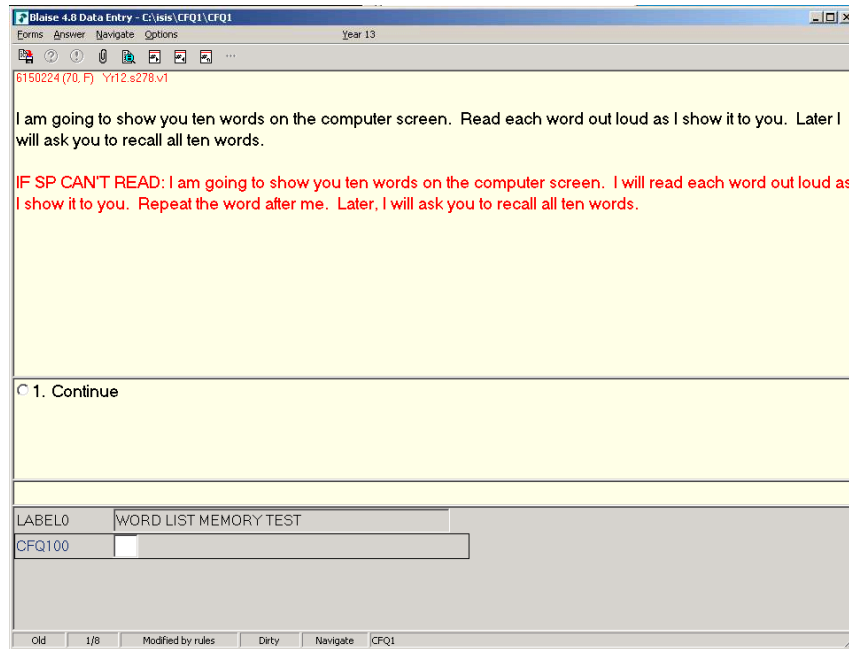 Blaise 4.8 Data Entry - C:\isis\CFQ1\CFQ1
Forms Answer Navigate Options Year 13
6150224 (70, F) Yr12.s278.v1
I am going to show you ten words on the computer screen. Read each word out loud as I show it to you. Later I
will ask you to recall all ten words.
IF SP CAN'T READ: I am going to show you ten words on the computer screen. I will read each word out loud as
I show it to you. Repeat the word after me. Later, I will ask you to recall all ten words.
1. Continue
LABEL0 WORD LIST MEMORY TEST
CFQ100
Old 1/8 Modified by rules Dirty Navigate CFQ1